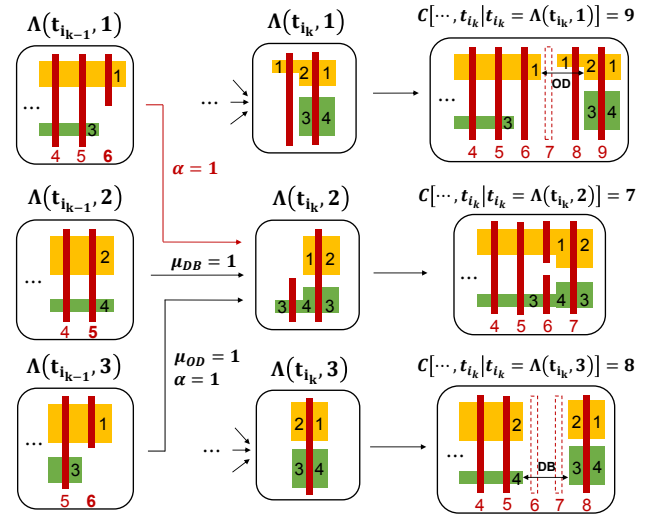 Λ(t_{i_{k-1}}, 1)
Λ(t_{i_k}, 1)
C[⋯, t_{i_k}|t_{i_k} = Λ(t_{i_k}, 1)] = 9
1
...
3
4 5 6
...
1 2 1
3 4
1 1 2 1
OD
...
3 4
4 5 6 7 8 9
α = 1
Λ(t_{i_{k-1}}, 2)
Λ(t_{i_k}, 2)
C[⋯, t_{i_k}|t_{i_k} = Λ(t_{i_k}, 2)] = 7
2
...
4
4 5
μ_{DB} = 1
1 2
3 4 3
1 2
...
3 4 3
4 5 6 7
Λ(t_{i_{k-1}}, 3)
μ_{OD} = 1
α = 1
Λ(t_{i_k}, 3)
C[⋯, t_{i_k}|t_{i_k} = Λ(t_{i_k}, 3)] = 8
1
...
3
5 6
...
2 1
3 4
2 2 1
...
DB
4 3 4
4 5 6 7 8